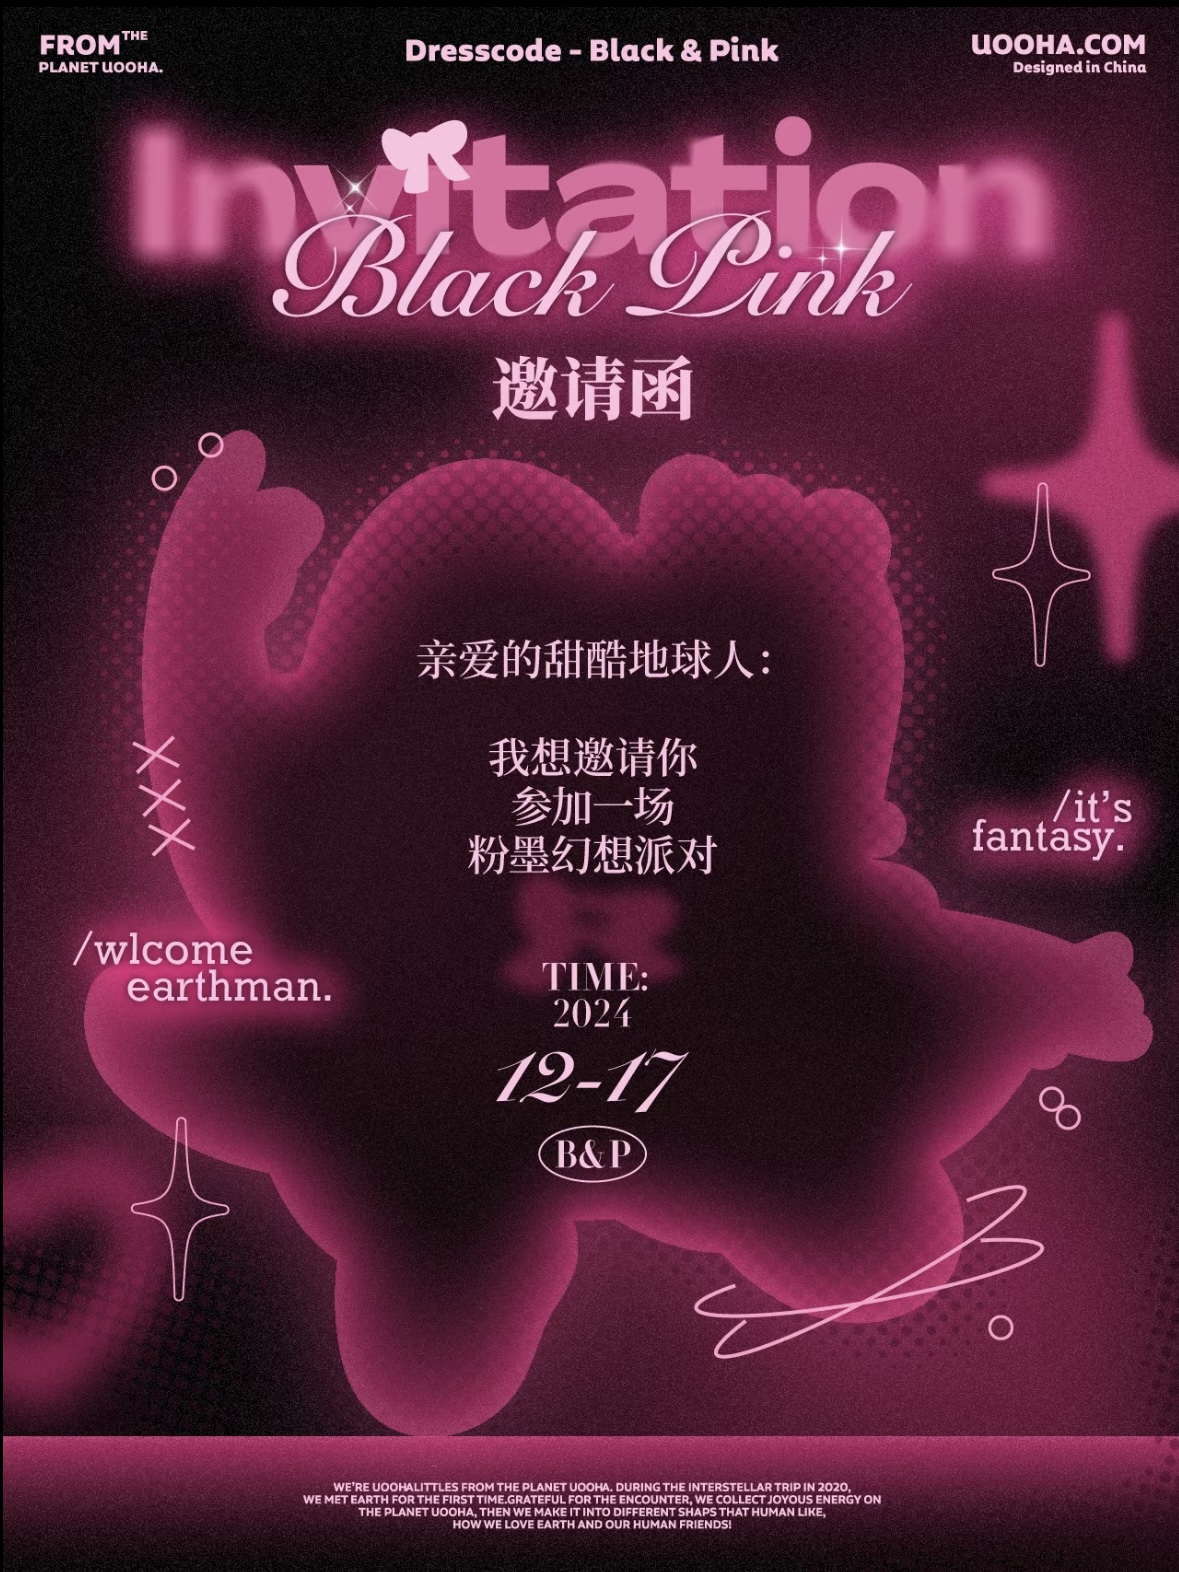 FROM THE
PLANET UOOHA.
Dresscode - Black & Pink
UOOHA.COM
Designed in China
Invitation
Black Pink
邀请函
亲爱的甜酷地球人：
我想邀请你
参加一场
粉墨幻想派对
/it's
fantasy.
/wlcome
earthman.
TIME:
2024
12-17
B&P
WE'RE UOOHALITTLES FROM THE PLANET UOOHA. DURING THE INTERSTELLAR TRIP IN 2020,
WE MET EARTH FOR THE FIRST TIME.GRATEFUL FOR THE ENCOUNTER, WE COLLECT JOYOUS ENERGY ON
THE PLANET UOOHA, THEN WE MAKE IT INTO DIFFERENT SHAPS THAT HUMAN LIKE,
HOW WE LOVE EARTH AND OUR HUMAN FRIENDS!